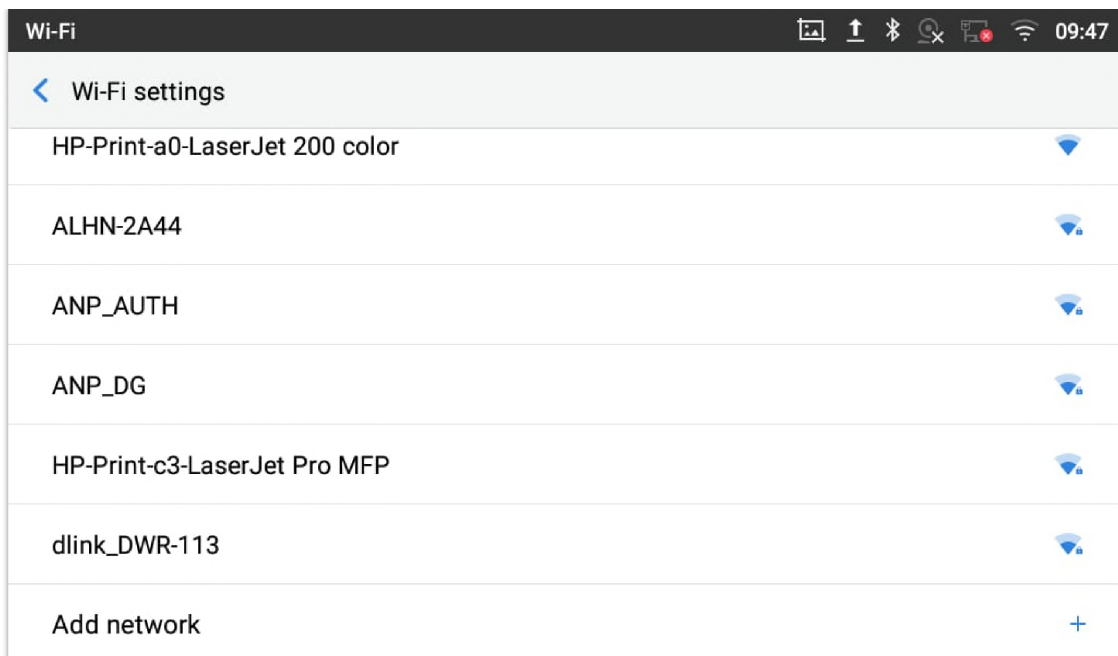 Wi-Fi 09:47
Wi-Fi settings
HP-Print-a0-LaserJet 200 color
ALHN-2A44
ANP_AUTH
ANP_DG
HP-Print-c3-LaserJet Pro MFP
dlink_DWR-113
Add network